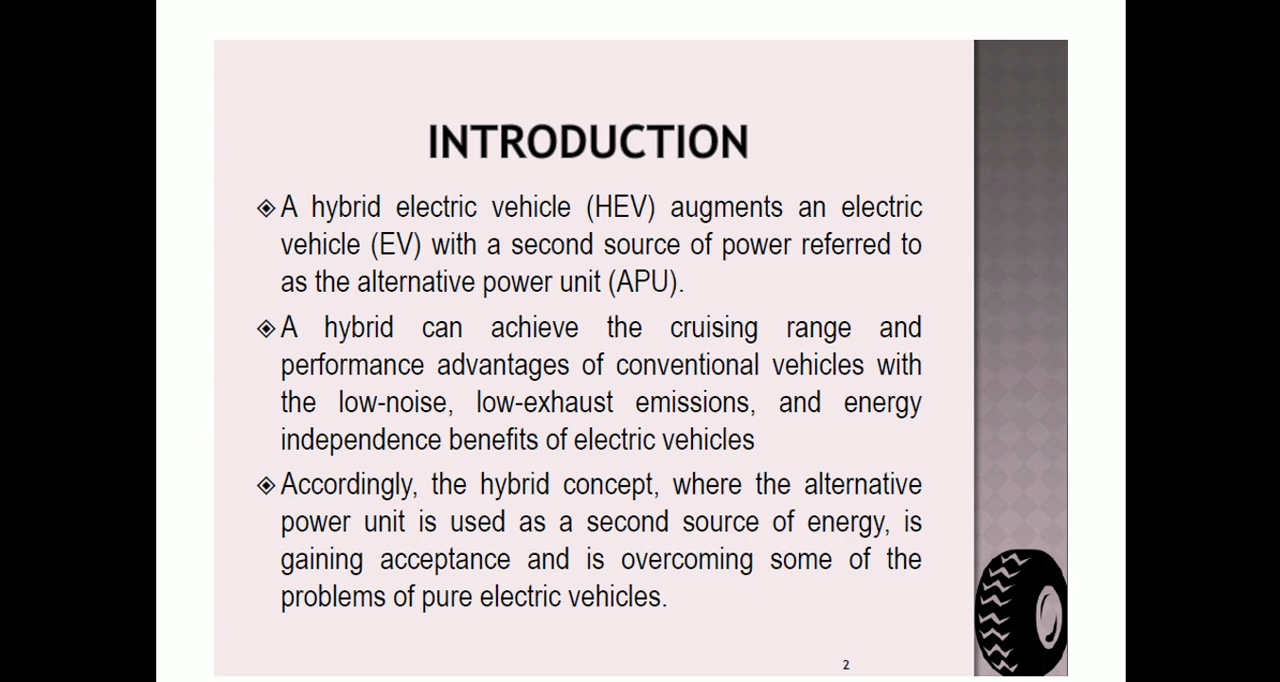 INTRODUCTION
A hybrid electric vehicle (HEV) augments an electric
vehicle (EV) with a second source of power referred to
as the alternative power unit (APU).
A hybrid can achieve the cruising range and
performance advantages of conventional vehicles with
the low-noise, low-exhaust emissions, and energy
independence benefits of electric vehicles
Accordingly, the hybrid concept, where the alternative
power unit is used as a second source of energy, is
gaining acceptance and is overcoming some of the
problems of pure electric vehicles.
2